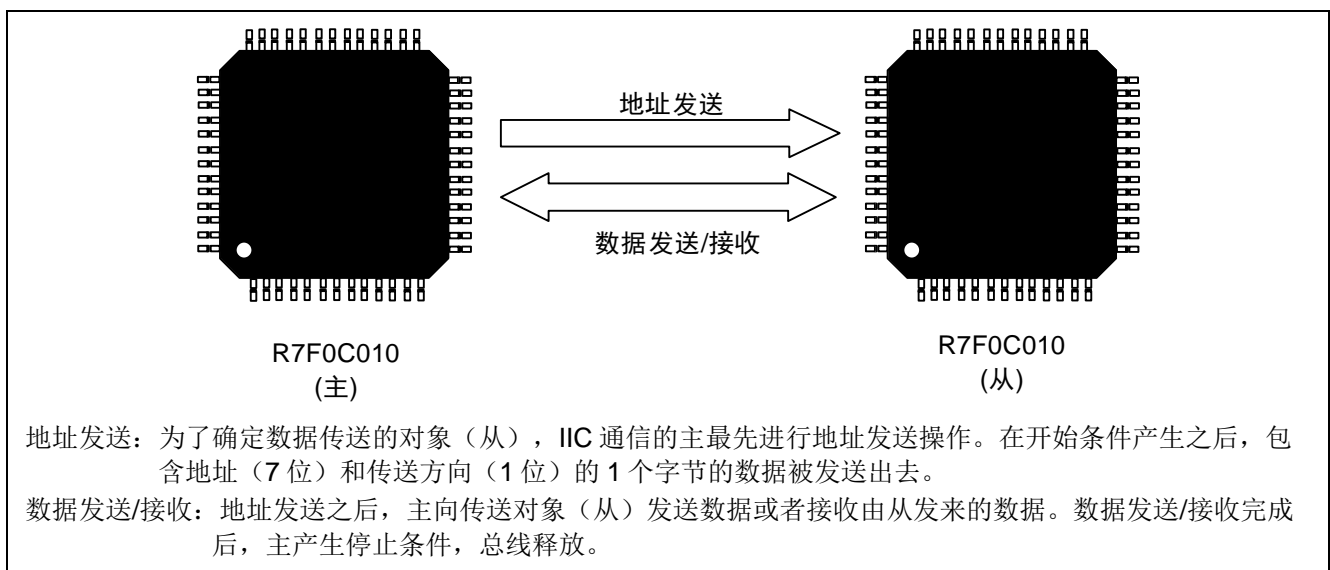 地址发送
数据发送/接收
R7F0C010
(主)
R7F0C010
(从)
地址发送：为了确定数据传送的对象（从），IIC 通信的主最先进行地址发送操作。在开始条件产生之后，包
含地址（7 位）和传送方向（1 位）的 1 个字节的数据被发送出去。
数据发送/接收：地址发送之后，主向传送对象（从）发送数据或者接收由从发来的数据。数据发送/接收完成
后，主产生停止条件，总线释放。